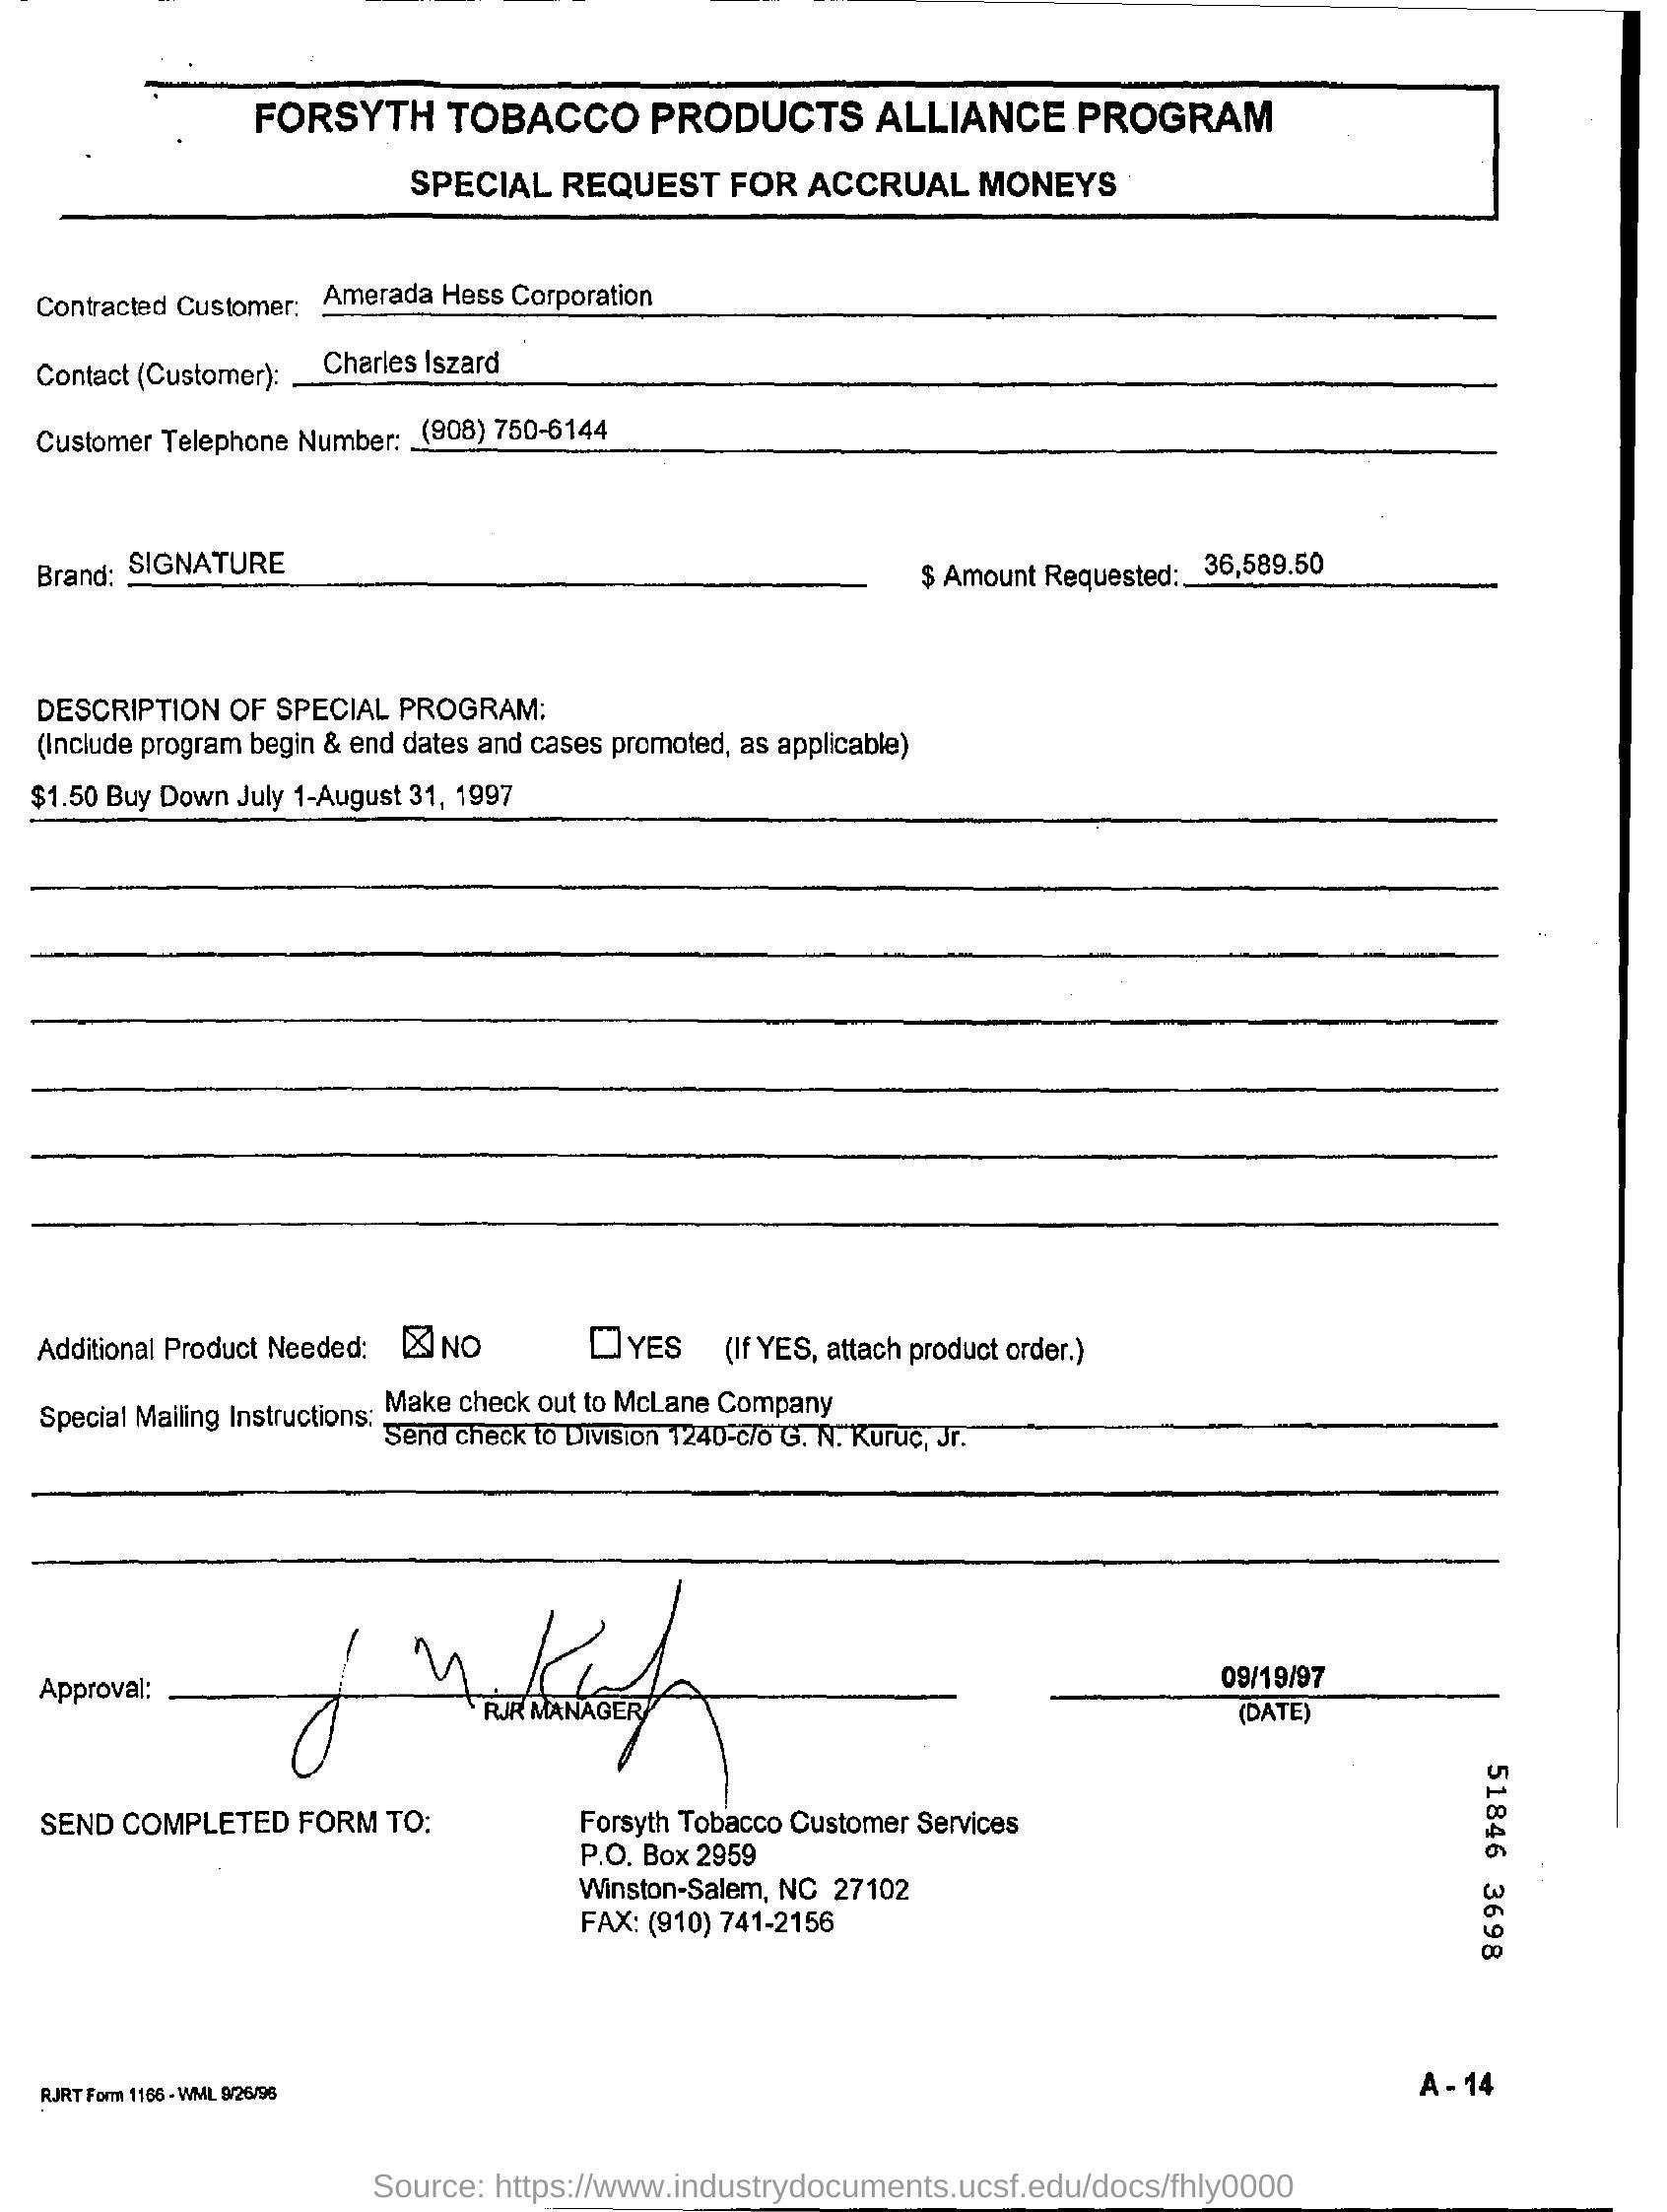 FORSYTH TOBACCO PRODUCTS ALLIANCE PROGRAM
SPECIAL REQUEST FOR ACCRUAL MONEYS
Contracted Customer: Amerada Hess Corporation
Contact (Customer): Charles Iszard
Customer Telephone Number: (908) 750-6144
Brand: SIGNATURE $ Amount Requested: 36,589.50
DESCRIPTION OF SPECIAL PROGRAM:
(Include program begin & end dates and cases promoted, as applicable)
$1.50 Buy Down July 1-August 31, 1997
Additional Product Needed: NO YES (If YES, attach product order.)
Special Mailing Instructions: Make check out to McLane Company
Send check to Division 1240-c/o G. N. Kuruc, Jr.
Approval: 09/19/97
RJR MANAGER (DATE)
SEND COMPLETED FORM TO: Forsyth Tobacco Customer Services
P.O. Box 2959
Winston-Salem, NC 27102
FAX: (910) 741-2156
51846 3698
RJRT Form 1166 - WML 9/26/96
A - 14
Source: https://www.industrydocuments.ucsf.edu/docs/fhly0000